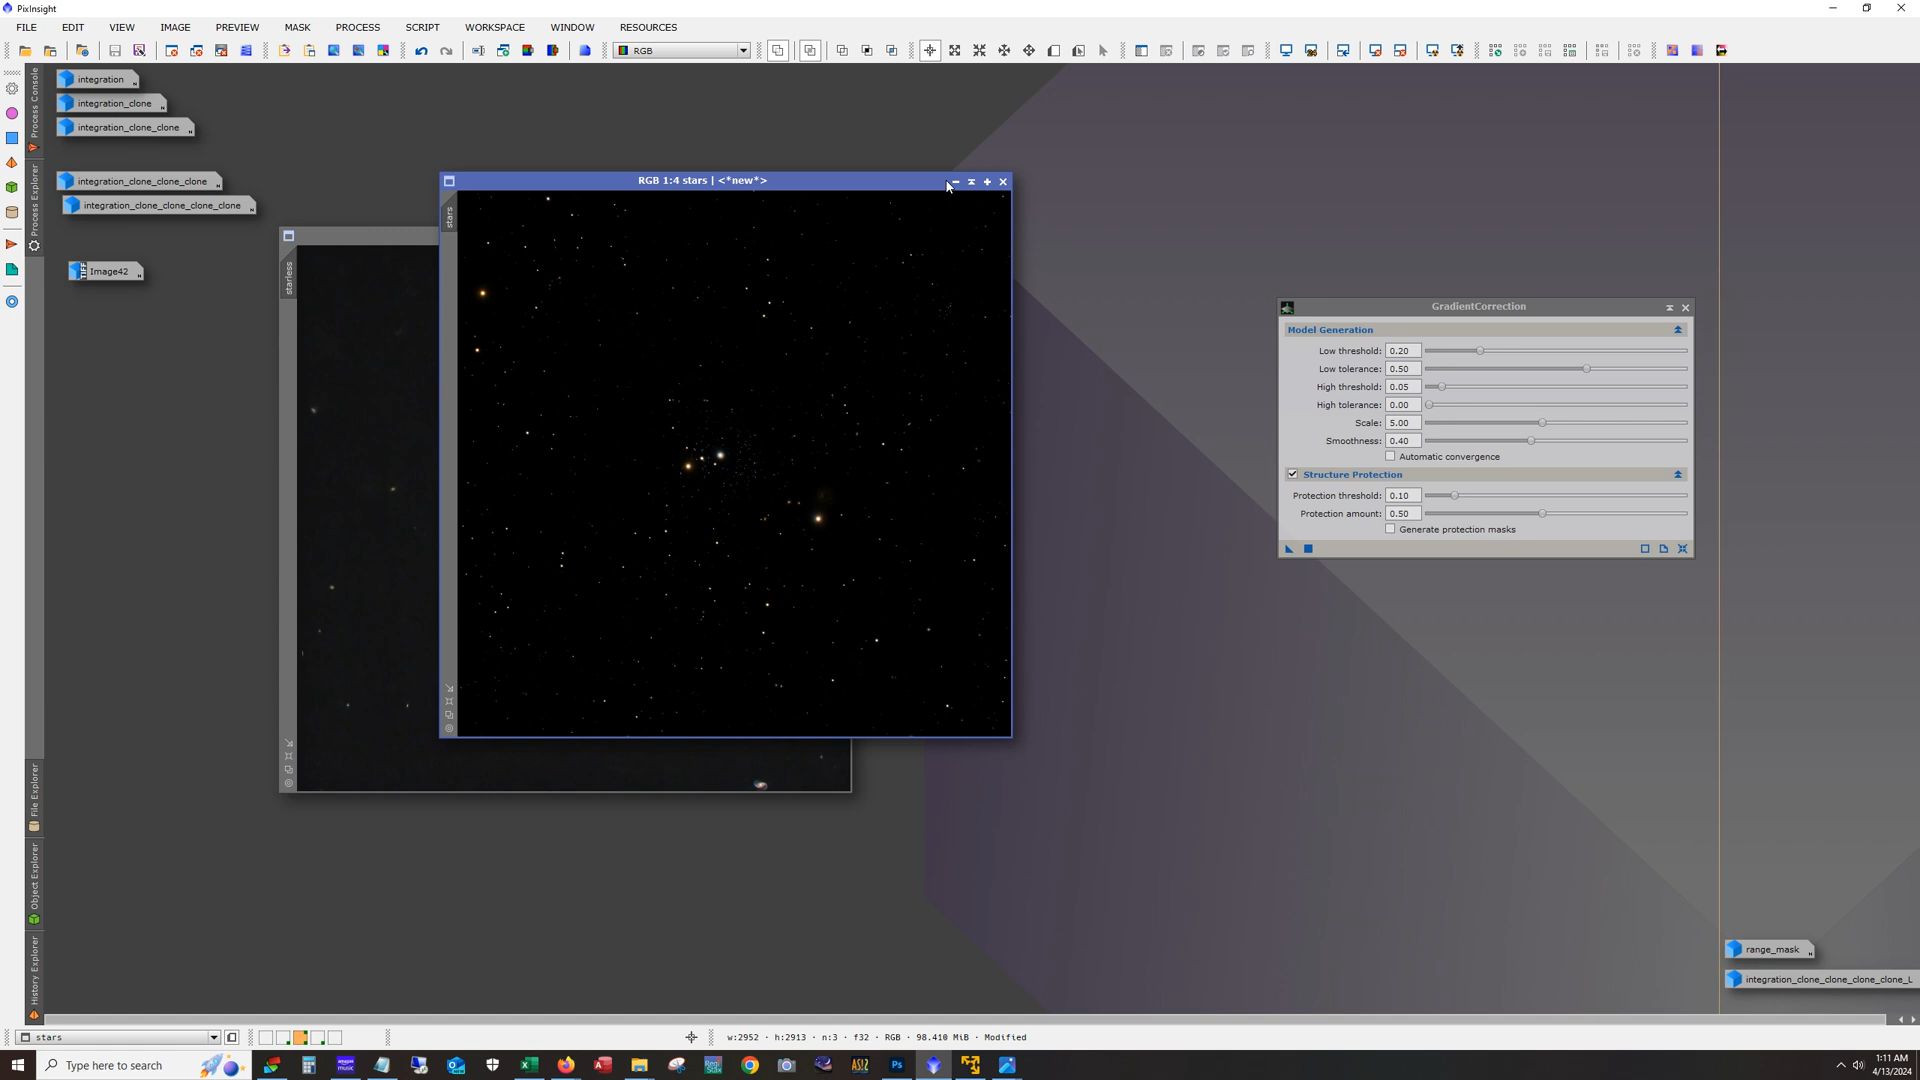 PixInsight
FILE EDIT VIEW IMAGE PREVIEW MASK PROCESS SCRIPT WORKSPACE WINDOW RESOURCES
RGB
Process Console
Process Explorer
File Explorer
Object Explorer
History Explorer
integration
integration_clone
integration_clone_clone
integration_clone_clone_clone
integration_clone_clone_clone_clone
Image42
starless
RGB 1:4 stars | <*new*>
stars
GradientCorrection
Model Generation
Low threshold: 0.20
Low tolerance: 0.50
High threshold: 0.05
High tolerance: 0.00
Scale: 5.00
Smoothness: 0.40
Automatic convergence
Structure Protection
Protection threshold: 0.10
Protection amount: 0.50
Generate protection masks
range_mask
integration_clone_clone_clone_clone_L
stars
w:2952 · h:2913 · n:3 · f32 · RGB · 98.410 MiB · Modified
Type here to search
1:11 AM
4/13/2024